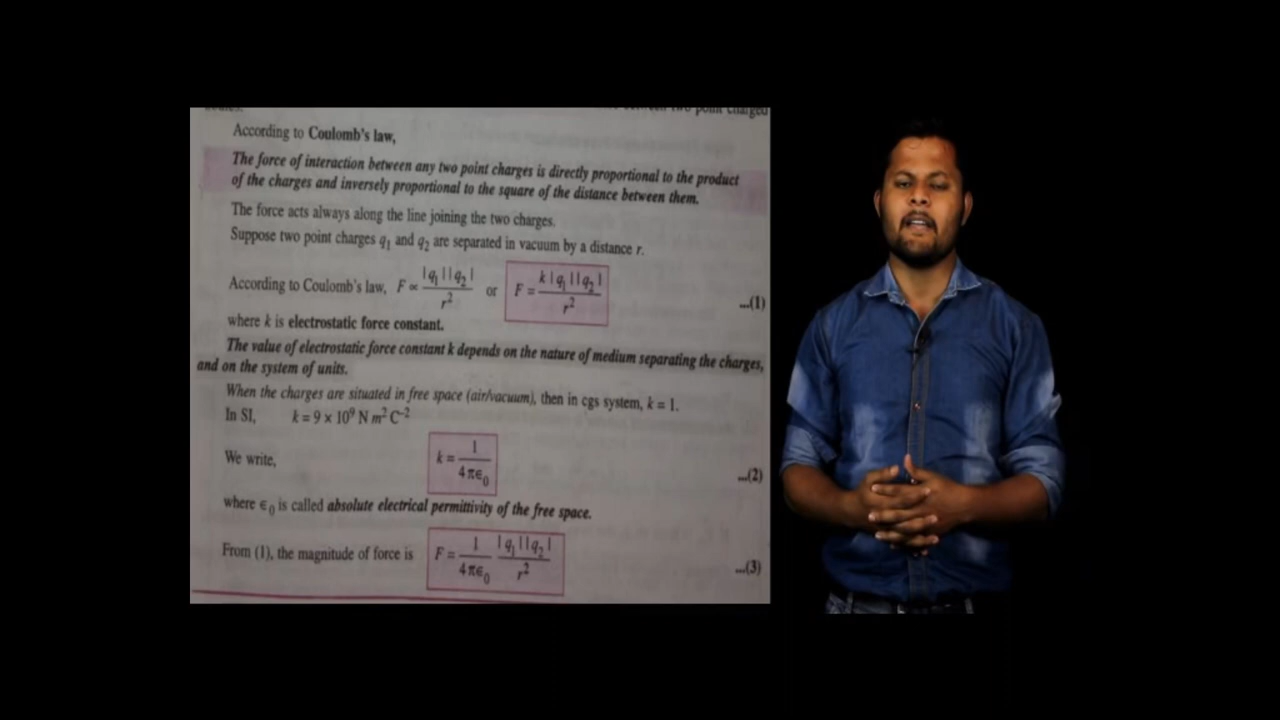 between two point charged
According to Coulomb's law,
The force of interaction between any two point charges is directly proportional to the product
of the charges and inversely proportional to the square of the distance between them.
The force acts always along the line joining the two charges.
Suppose two point charges q₁ and q₂ are separated in vacuum by a distance r.
According to Coulomb's law, F ∝ |q₁||q₂| / r² or F = k|q₁||q₂| / r² ...(1)
where k is electrostatic force constant.
The value of electrostatic force constant k depends on the nature of medium separating the charges,
and on the system of units.
When the charges are situated in free space (air/vacuum), then in cgs system, k = 1.
In SI, k = 9 × 10⁹ N m² C⁻²
We write, k = 1 / 4πϵ₀ ...(2)
where ϵ₀ is called absolute electrical permittivity of the free space.
From (1), the magnitude of force is F = 1 / 4πϵ₀ |q₁||q₂| / r² ...(3)